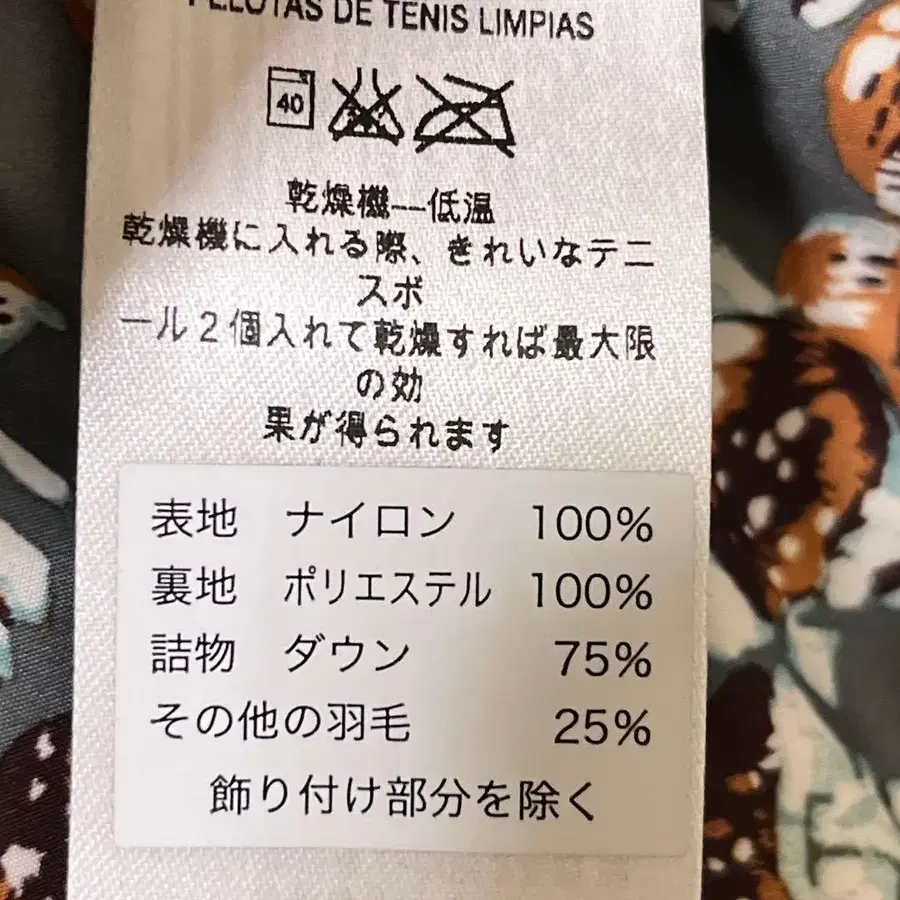 PELOTAS DE TENIS LIMPIAS
40
乾燥機—低温
乾燥機に入れる際、きれいなテニ
スボ
ール2個入れて乾燥すれば最大限
の効
果が得られます
表地 ナイロン 100%
裏地 ポリエステル 100%
詰物 ダウン 75%
その他の羽毛 25%
飾り付け部分を除く